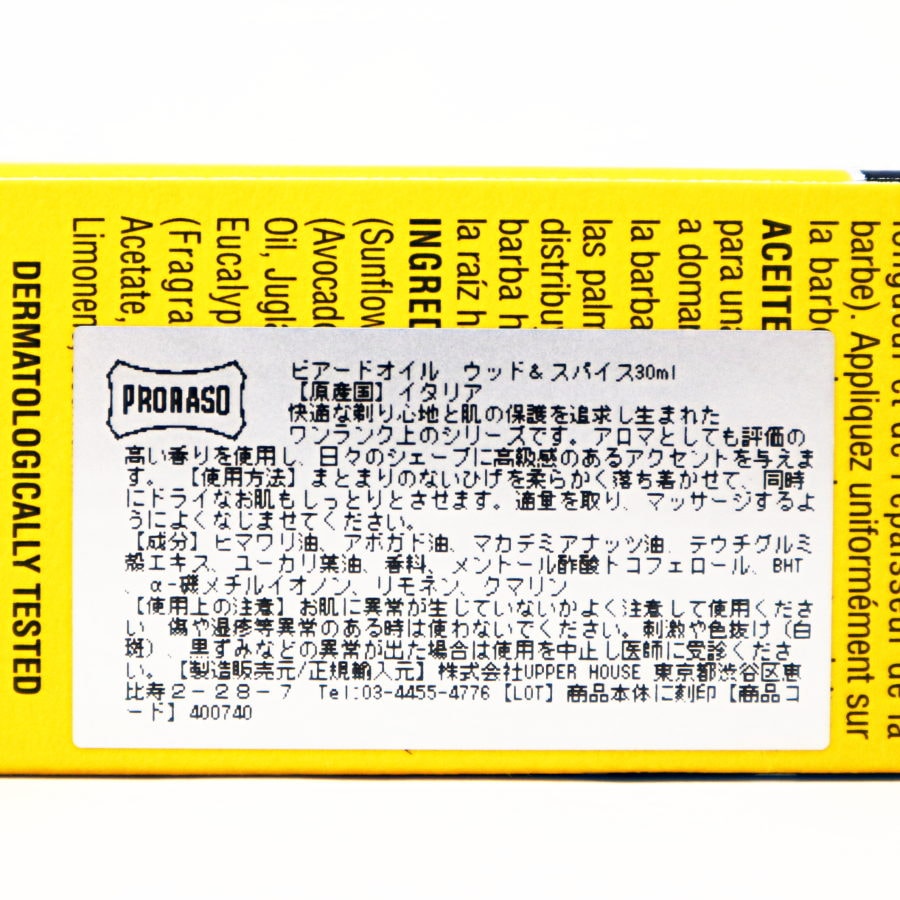 DERMATOLOGICALLY TESTED
barbe). Appliquez uniformément sur
la barb
ACEITE
para una
a doma
la barba
las palm
distribu
barba h
la raíz h
INGRED
(Sunflow
(Avocado
Oil, Jugla
Eucalyp
(Fragra
Acetate,
Limonen
PRORASO
ビアードオイル ウッド&スパイス30ml
【原産国】イタリア
快適な剃り心地と肌の保護を追求し生まれた
ワンランク上のシリーズです。アロマとしても評価の
高い香りを使用し、日々のシェーブに高級感のあるアクセントを与えま
す。【使用方法】まとまりのないひげを柔らかく落ち着かせて、同時
にドライなお肌もしっとりとさせます。適量を取り、マッサージするよ
うによくなじませてください。
【成分】ヒマワリ油、アボガド油、マカデミアナッツ油、テウチグルミ
殻エキス、ユーカリ葉油、香料、メントール酢酸トコフェロール、BHT
、α-磯メチルイオノン、リモネン、クマリン
【使用上の注意】お肌に異常が生じていないかよく注意して使用くださ
い 傷や湿疹等異常のある時は使わないでください。刺激や色抜け(白
斑)、黒ずみなどの異常が出た場合は使用を中止し医師に受診くださ
い。【製造販売元/正規輸入元】株式会社UPPER HOUSE 東京都渋谷区恵
比寿2-28-7 Tel:03-4455-4776【LOT】商品本体に刻印【商品コ
ード】400740